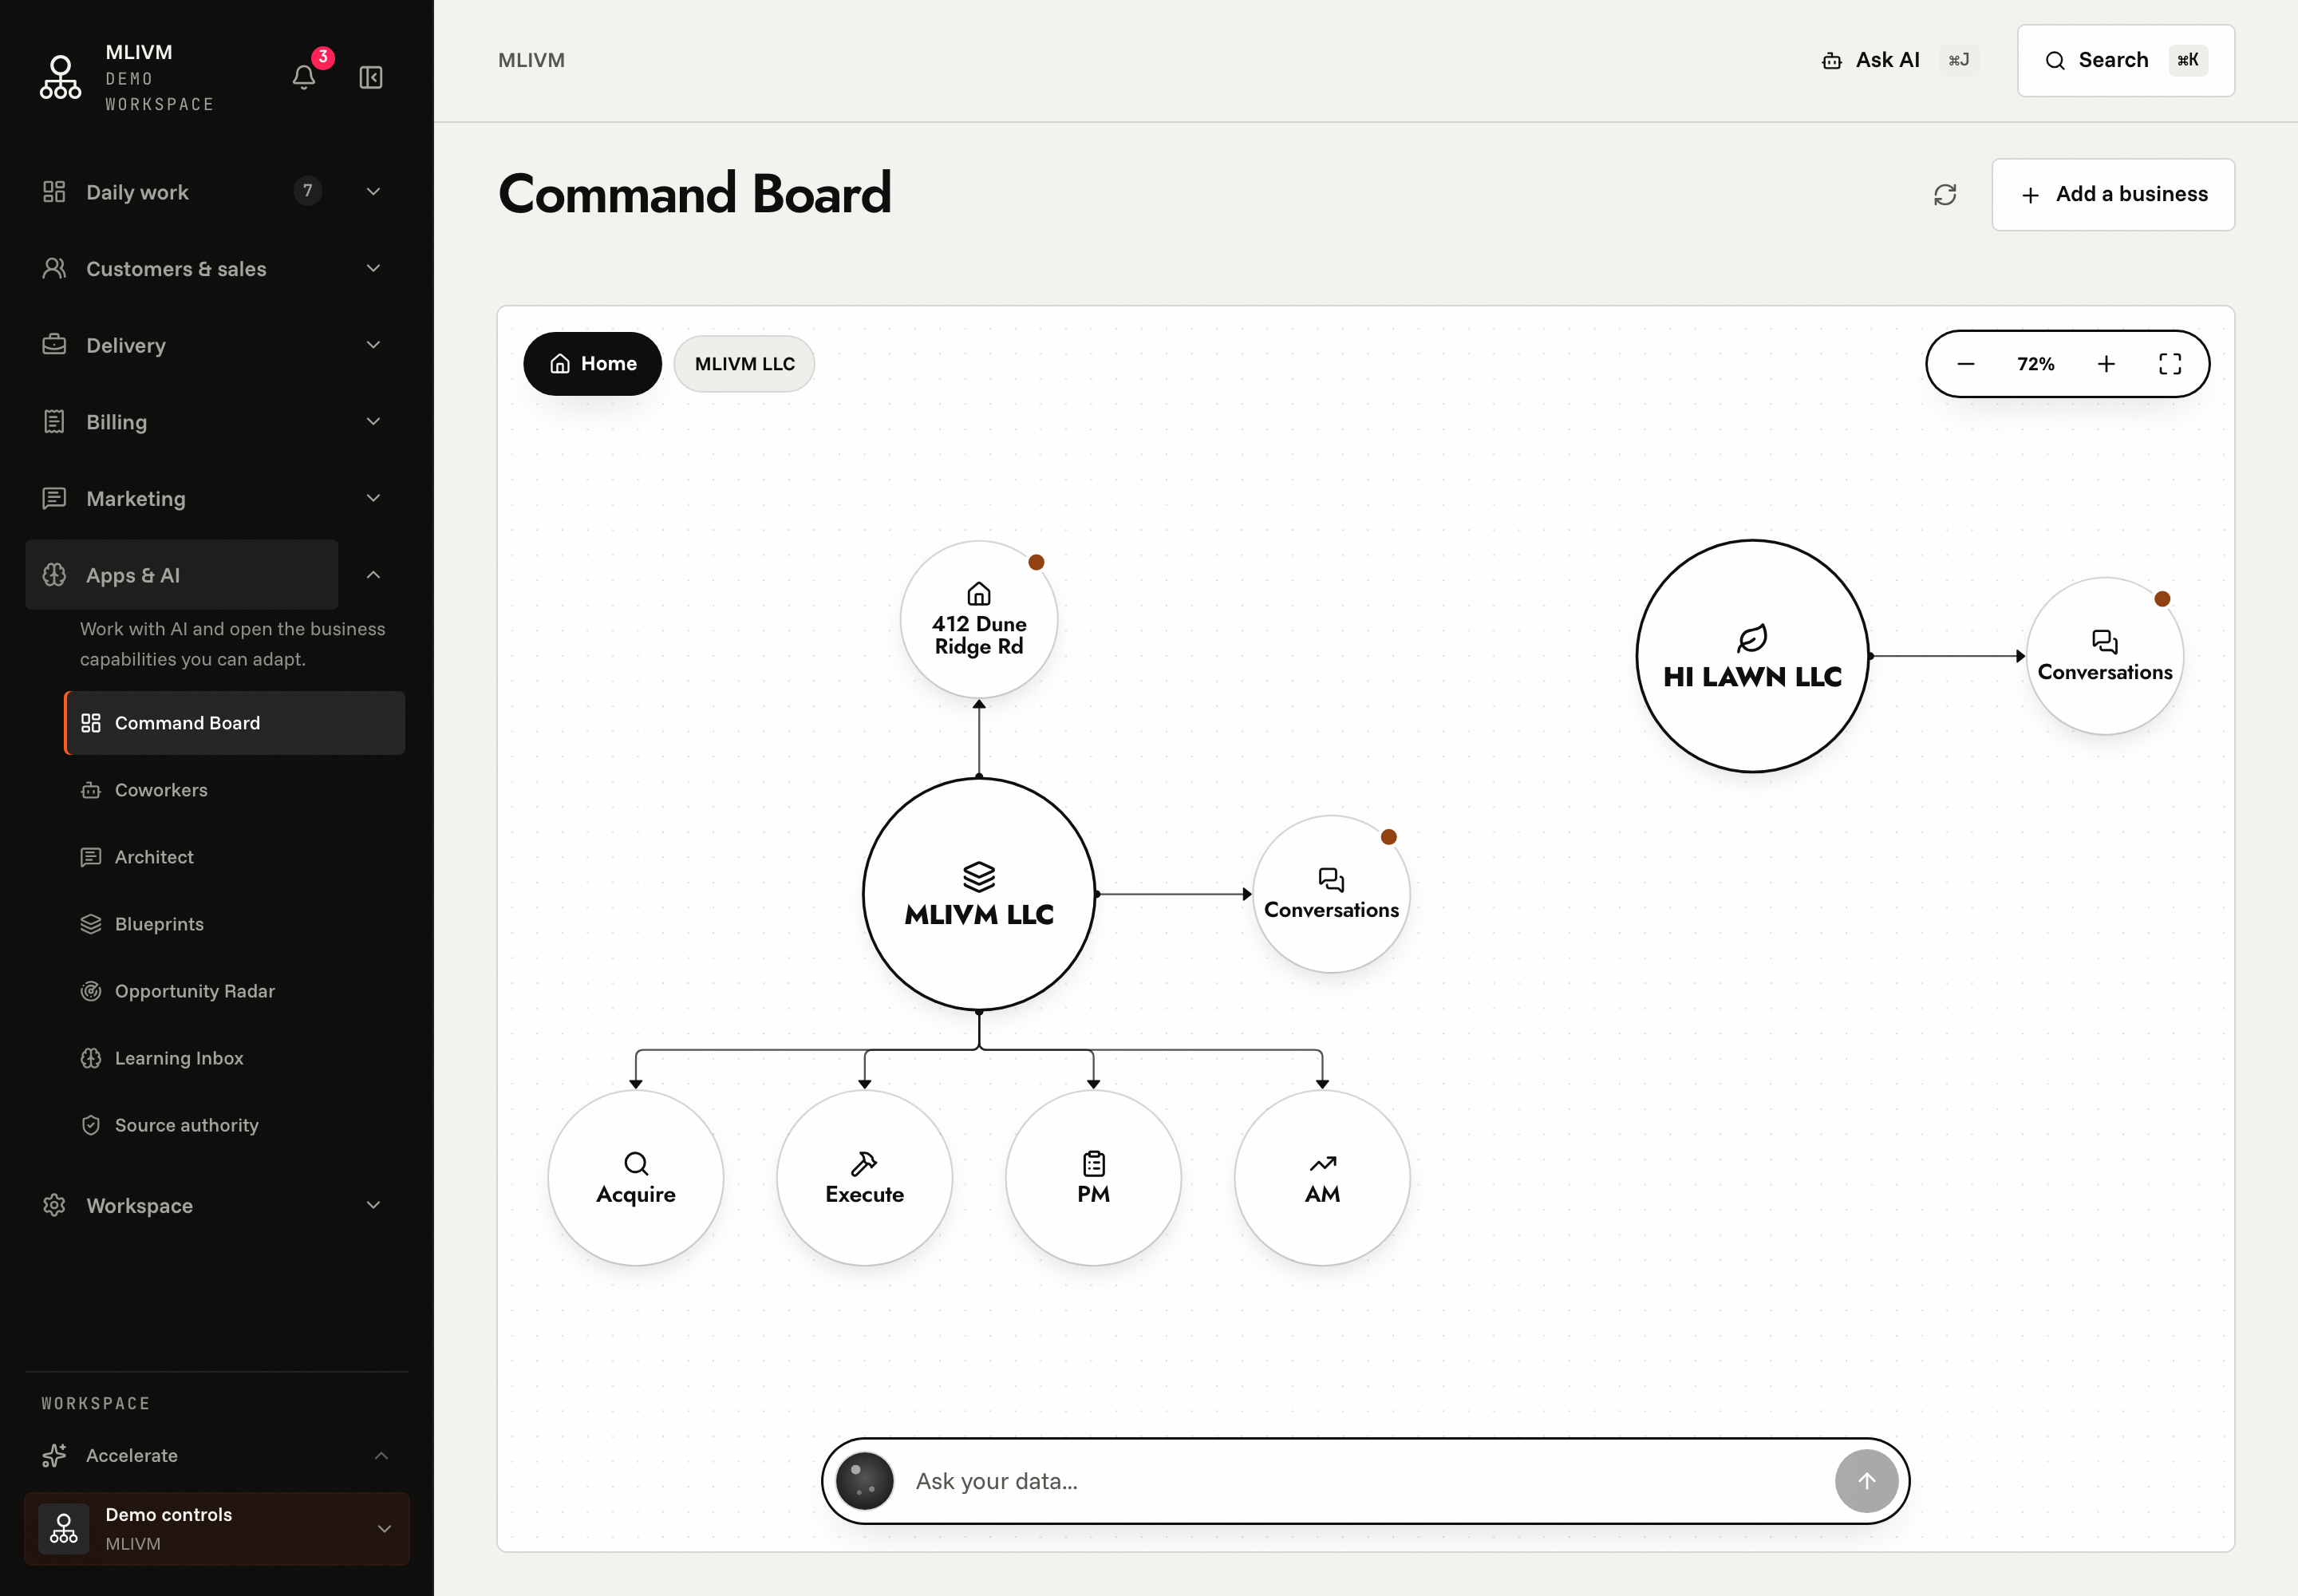 MLIVM
DEMO
WORKSPACE
3
Daily work
7
Customers & sales
Delivery
Billing
Marketing
Apps & AI
Work with AI and open the business
capabilities you can adapt.
Command Board
Coworkers
Architect
Blueprints
Opportunity Radar
Learning Inbox
Source authority
Workspace
WORKSPACE
Accelerate
Demo controls
MLIVM
MLIVM
Ask AI
⌘J
Search
⌘K
Command Board
Add a business
Home
MLIVM LLC
72%
412 Dune
Ridge Rd
HI LAWN LLC
Conversations
MLIVM LLC
Conversations
Acquire
Execute
PM
AM
Ask your data...